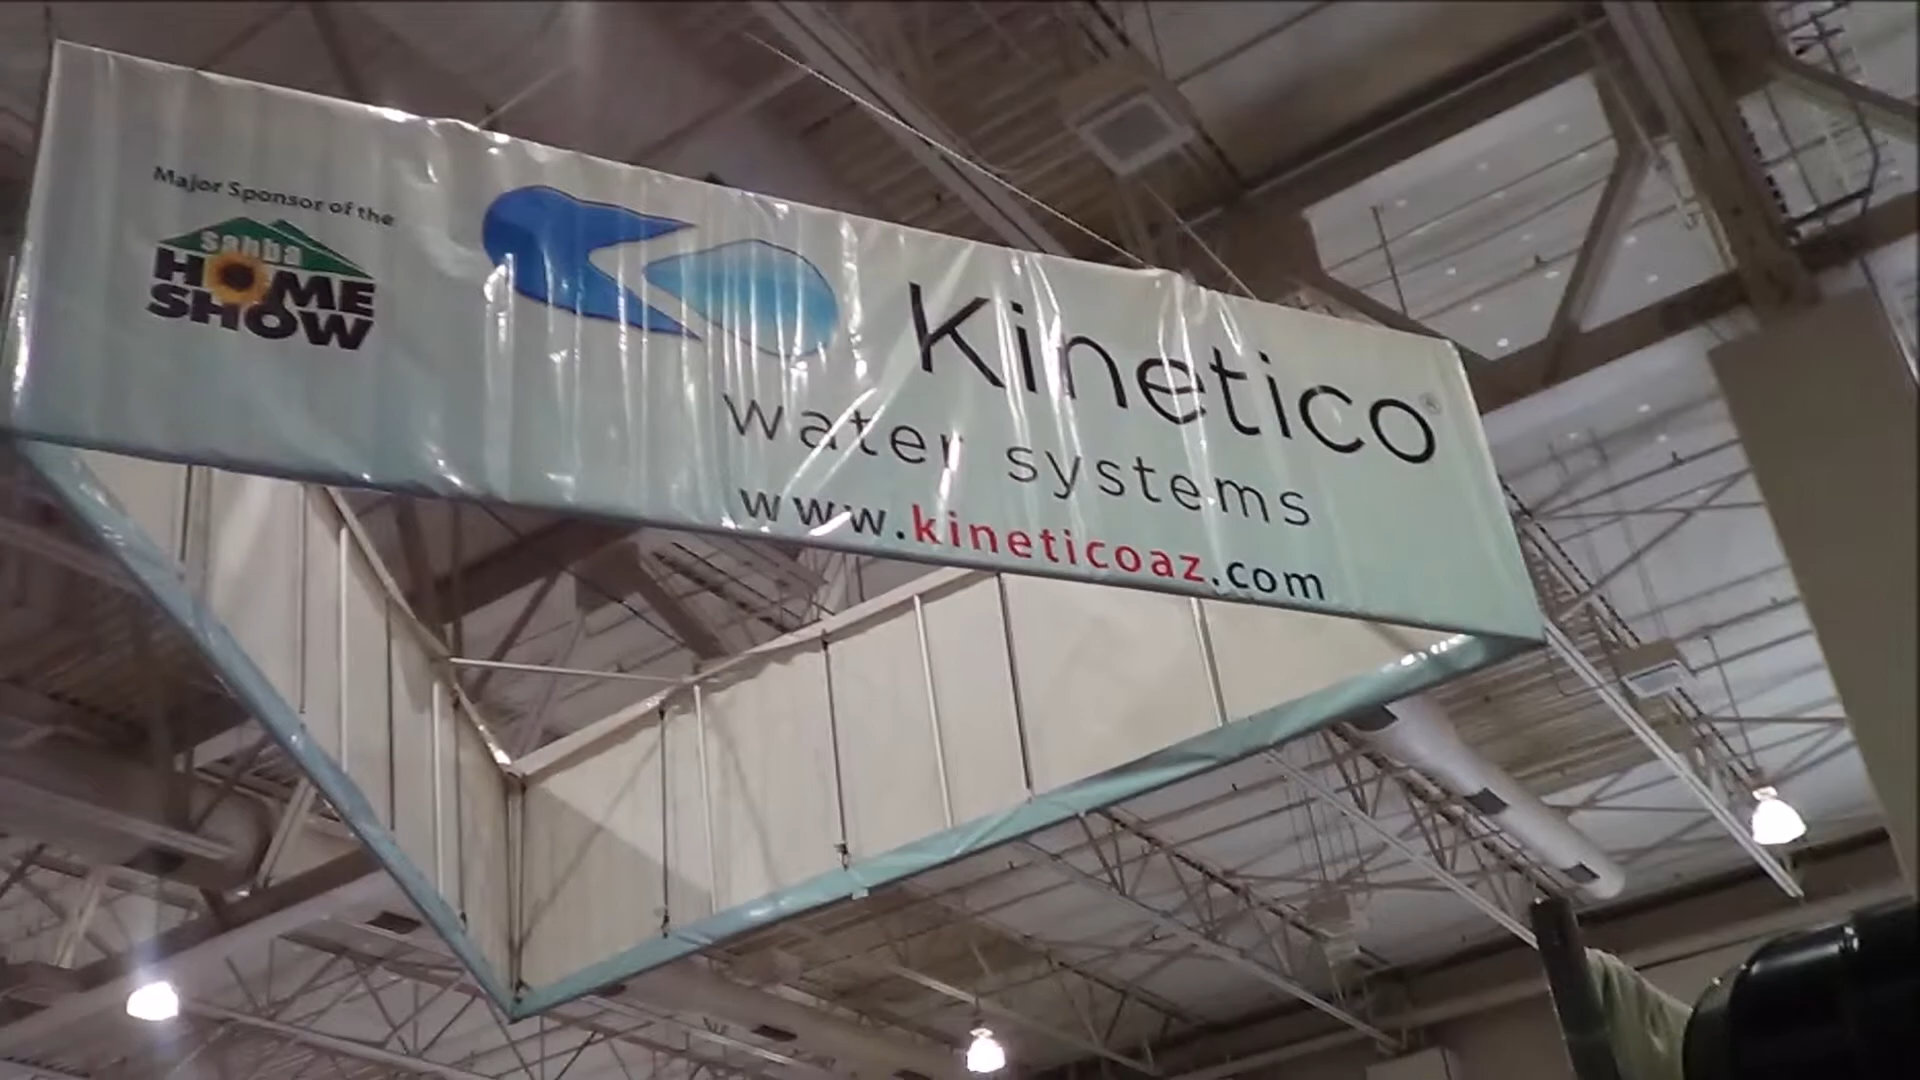 Major Sponsor of the
Sahba
HOME
SHOW
Kinetico®
water systems
www.kineticoaz.com